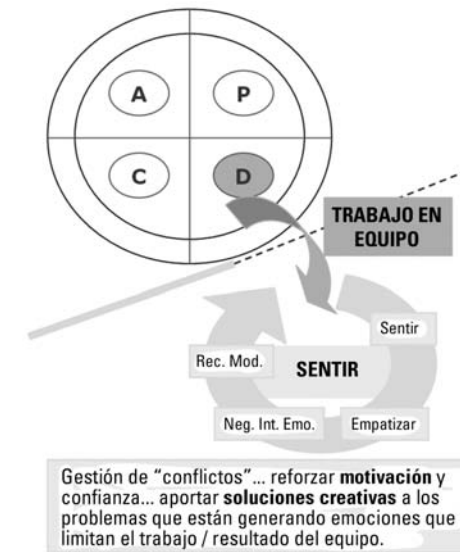 A
P
C
D
TRABAJO EN
EQUIPO
Sentir
Rec. Mod.
SENTIR
Neg. Int. Emo.
Empatizar
Gestión de “conflictos”... reforzar motivación y
confianza... aportar soluciones creativas a los
problemas que están generando emociones que
limitan el trabajo / resultado del equipo.